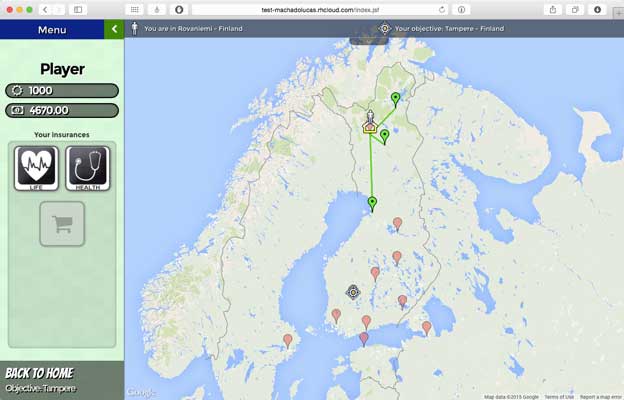 test-machadolucas.rhcloud.com/index.jsf
Menu
You are in Rovaniemi - Finland
Your objective: Tampere - Finland
Player
1000
4670.00
Your insurances
LIFE
HEALTH
BACK TO HOME
Objective: Tampere
Google
Map data ©2015 Google
Terms of Use
Report a map error